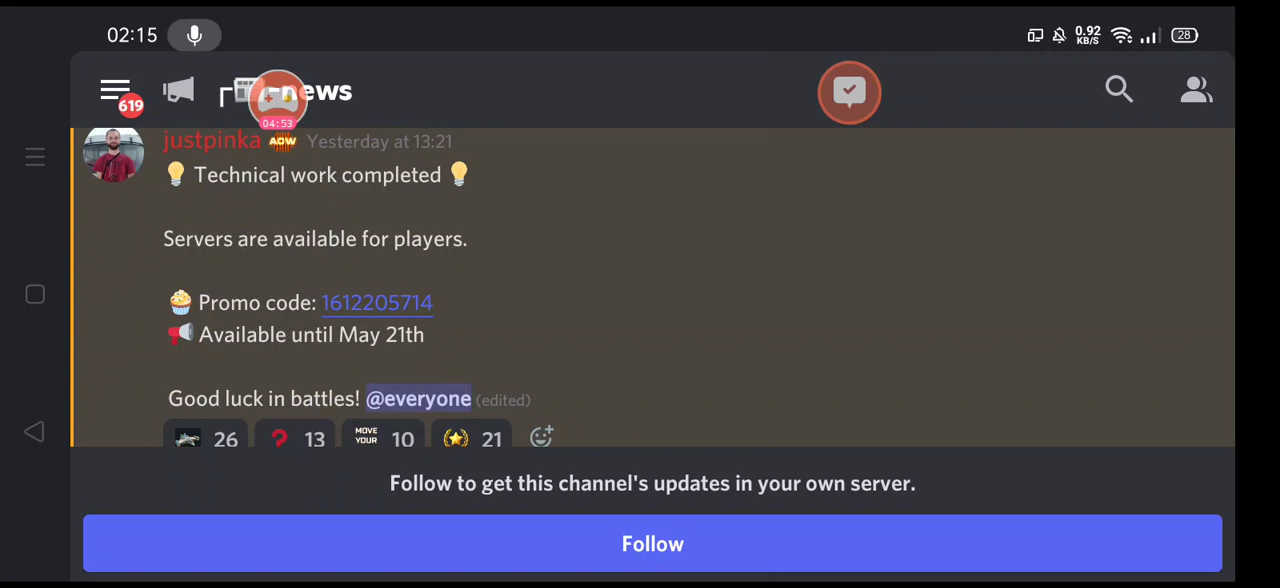 02:15
0.92
KB/S
28
619
news
04:53
justpinka AOW Yesterday at 13:21
Technical work completed
Servers are available for players.
Promo code: 1612205714
Available until May 21th
Good luck in battles! @everyone (edited)
26 13 MOVE YOUR 10 21
Follow to get this channel's updates in your own server.
Follow